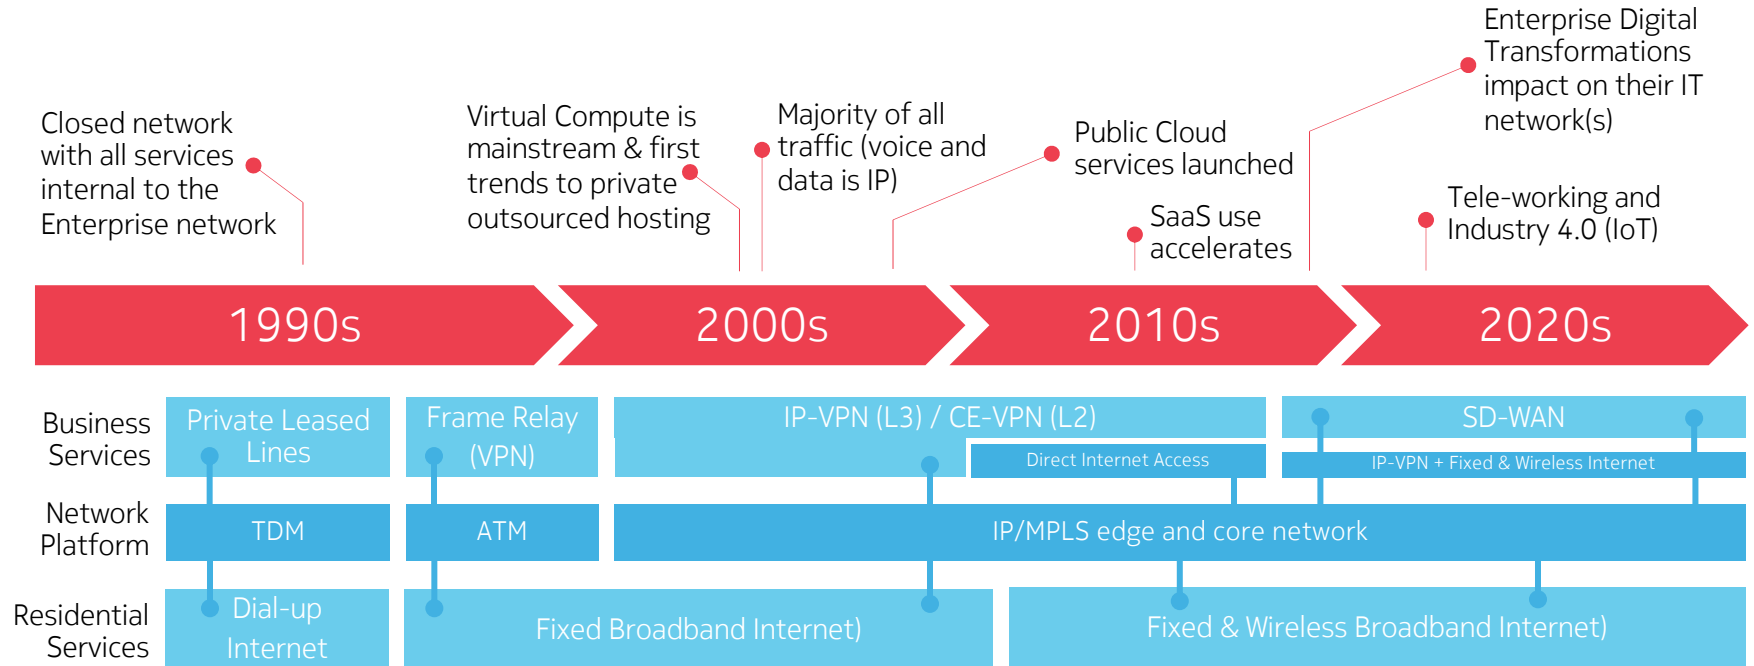 Closed network
with all services
internal to the
Enterprise network
Virtual Compute is
mainstream & first
trends to private
outsourced hosting
Majority of all
traffic (voice and
data is IP)
Public Cloud
services launched
SaaS use
accelerates
Enterprise Digital
Transformations
impact on their IT
network(s)
Tele-working and
Industry 4.0 (IoT)
1990s
2000s
2010s
2020s
Business
Services
Private Leased
Lines
Frame Relay
(VPN)
IP-VPN (L3) / CE-VPN (L2)
Direct Internet Access
SD-WAN
IP-VPN + Fixed & Wireless Internet
Network
Platform
TDM
ATM
IP/MPLS edge and core network
Residential
Services
Dial-up
Internet
Fixed Broadband Internet)
Fixed & Wireless Broadband Internet)